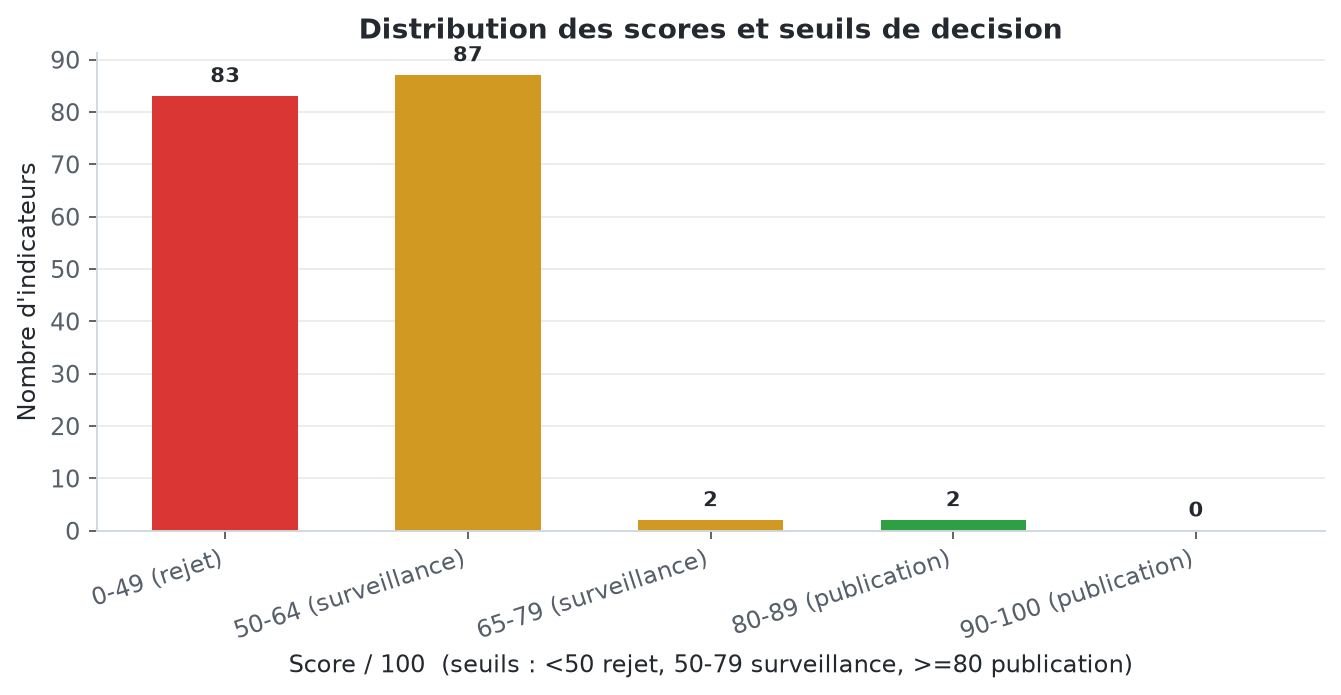 Distribution des scores et seuils de decision
Nombre d'indicateurs
90
80
70
60
50
40
30
20
10
0
83
87
2
2
0
0-49 (rejet)
50-64 (surveillance)
65-79 (surveillance)
80-89 (publication)
90-100 (publication)
Score / 100  (seuils : <50 rejet, 50-79 surveillance, >=80 publication)